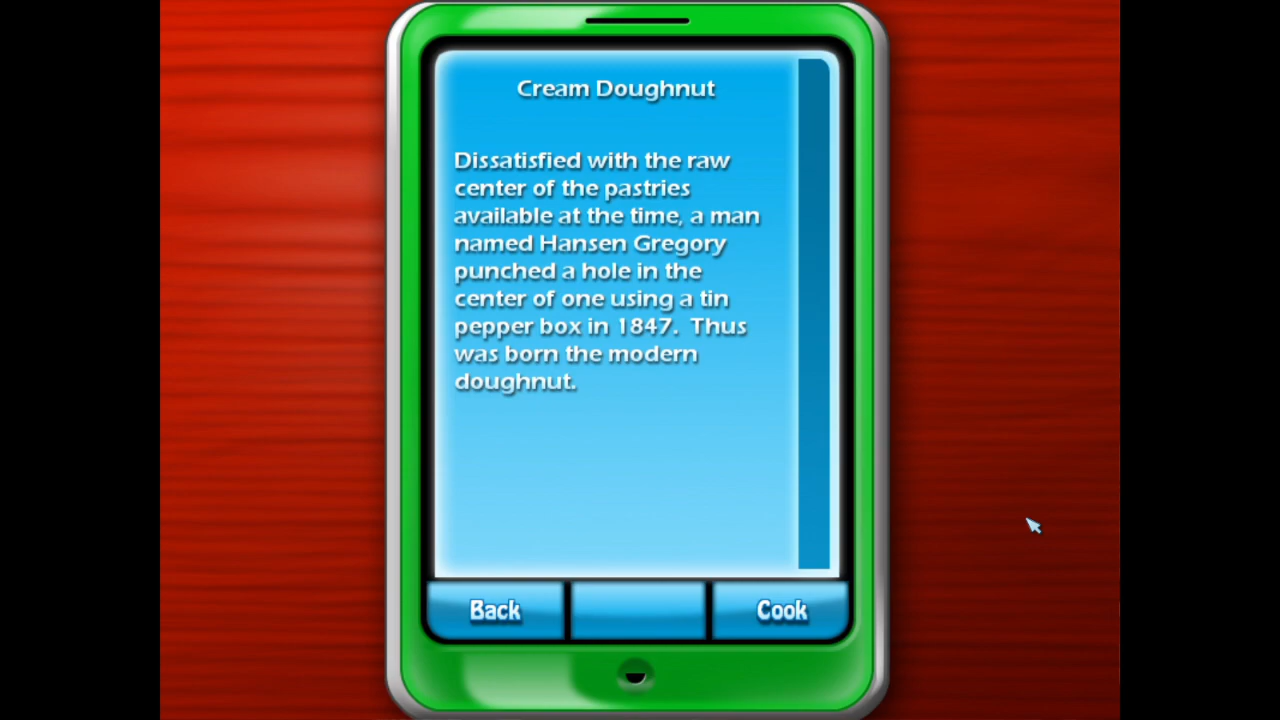 Cream Doughnut
Dissatisfied with the raw
center of the pastries
available at the time, a man
named Hansen Gregory
punched a hole in the
center of one using a tin
pepper box in 1847.  Thus
was born the modern
doughnut.
Back
Cook